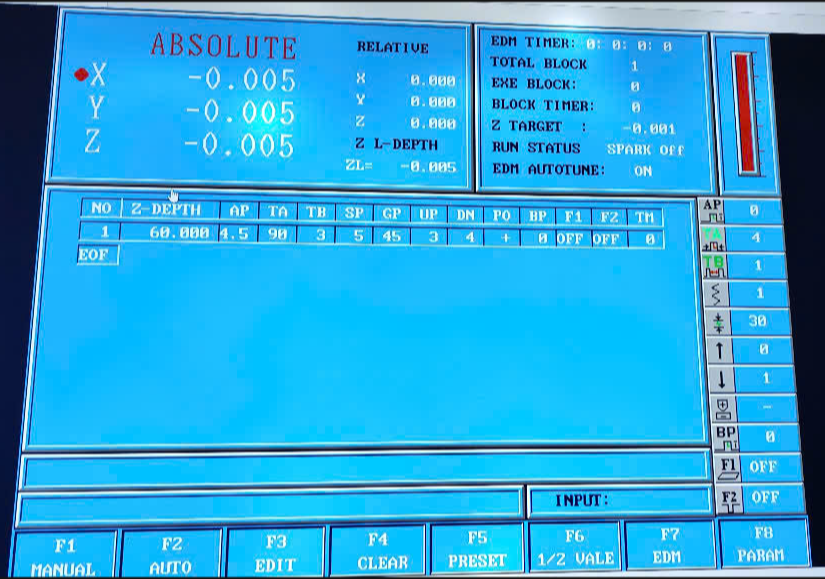 ABSOLUTE
X -0.005
Y -0.005
Z -0.005
RELATIVE
X 0.000
Y 0.000
Z 0.000
Z L-DEPTH
ZL= -0.005
EDM TIMER: 0: 0: 0: 0
TOTAL BLOCK 1
EXE BLOCK: 0
BLOCK TIMER: 0
Z TARGET : -0.001
RUN STATUS SPARK OFF
EDM AUTOTUNE: ON
NO Z-DEPTH AP TA TB SP GP UP DN PO BP F1 F2 TM
1 60.000 4.5 90 3 5 45 3 4 + 0 OFF OFF 0
EOF
AP 0
TA 4
TB 1
1
30
↑ 0
↓ 1
-
BP 0
F1 OFF
F2 OFF
INPUT:
F1 MANUAL
F2 AUTO
F3 EDIT
F4 CLEAR
F5 PRESET
F6 1/2 VALE
F7 EDM
F8 PARAM